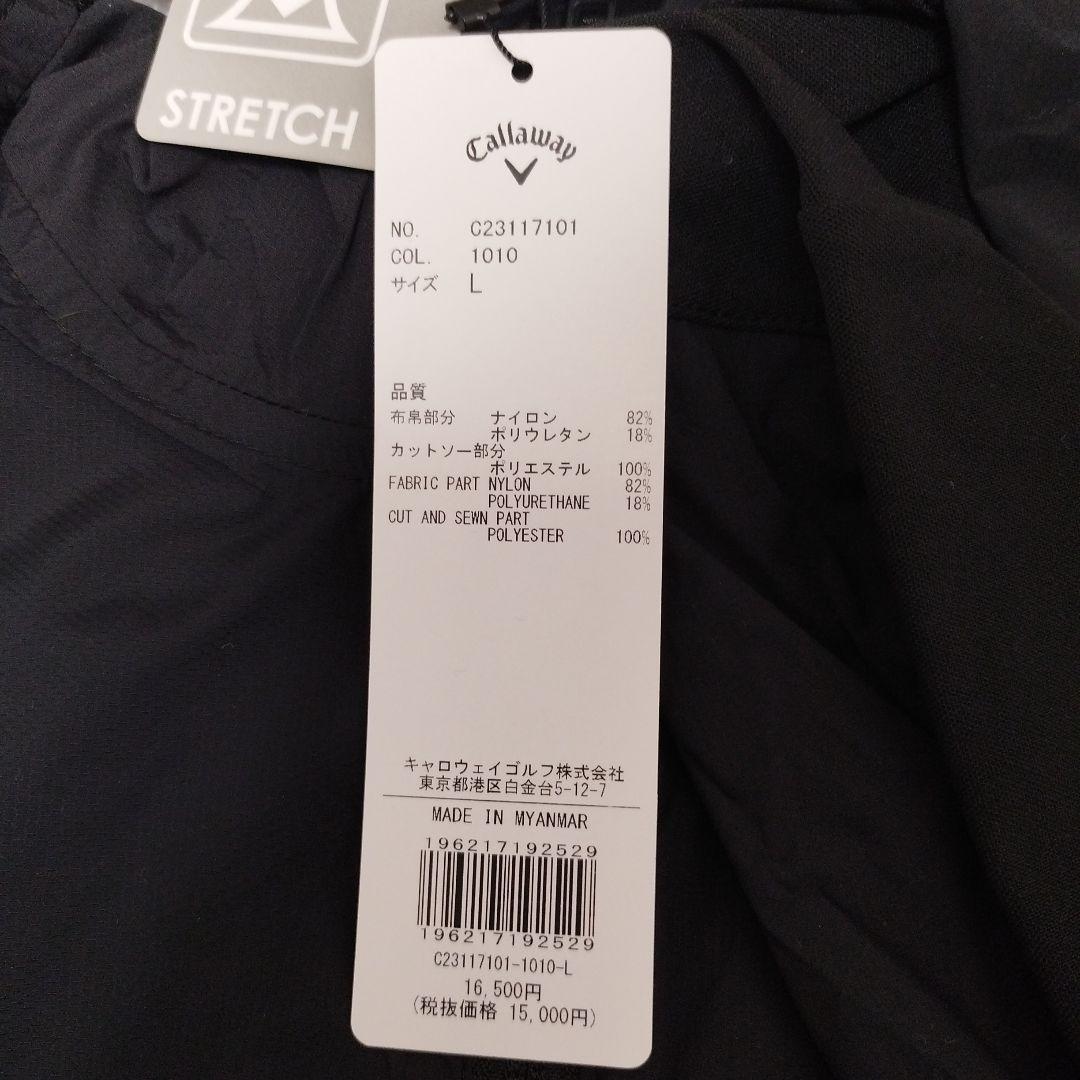 STRETCH
Callaway
NO. C23117101
COL. 1010
サイズ L
品質
布帛部分 ナイロン 82%
ポリウレタン 18%
カットソー部分
ポリエステル 100%
FABRIC PART NYLON 82%
POLYURETHANE 18%
CUT AND SEWN PART
POLYESTER 100%
キャロウェイゴルフ株式会社
東京都港区白金台5-12-7
MADE IN MYANMAR
1962171925​29
1962171925​29
C23117101-1010-L
16,500円
(税抜価格 15,000円)